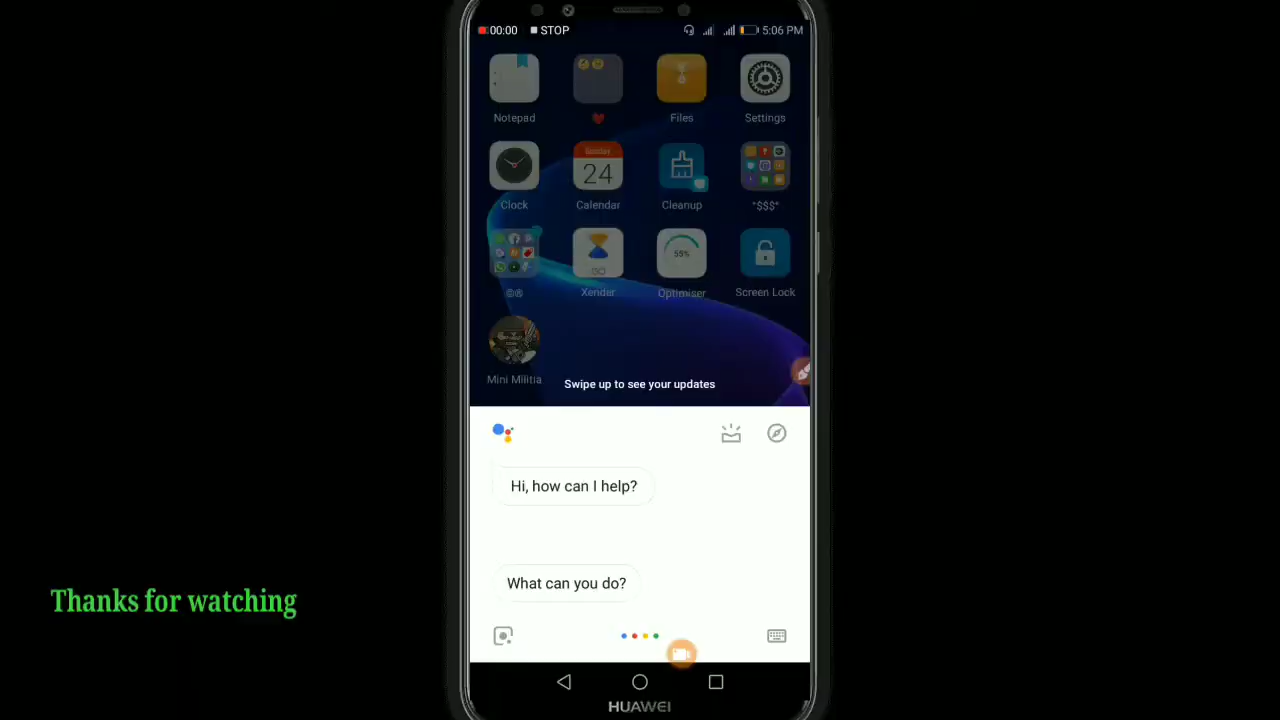 00:00 STOP 5:06 PM
Notepad ❤ Files Settings
Sunday
24
Clock Calendar Cleanup *$$$*
55%
@® Xender Optimiser Screen Lock
Mini Militia
Swipe up to see your updates
Hi, how can I help?
What can you do?
Thanks for watching
HUAWEI